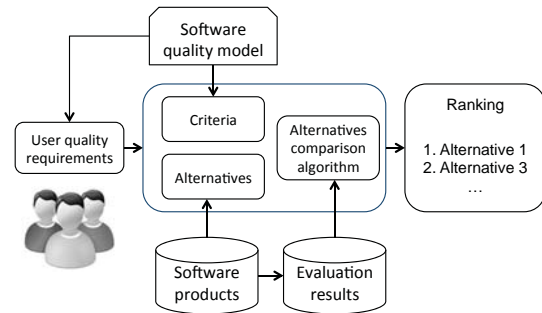 Software
quality model
User quality
requirements
Criteria
Alternatives
Alternatives
comparison
algorithm
Ranking
1. Alternative 1
2. Alternative 3
…
Software
products
Evaluation
results